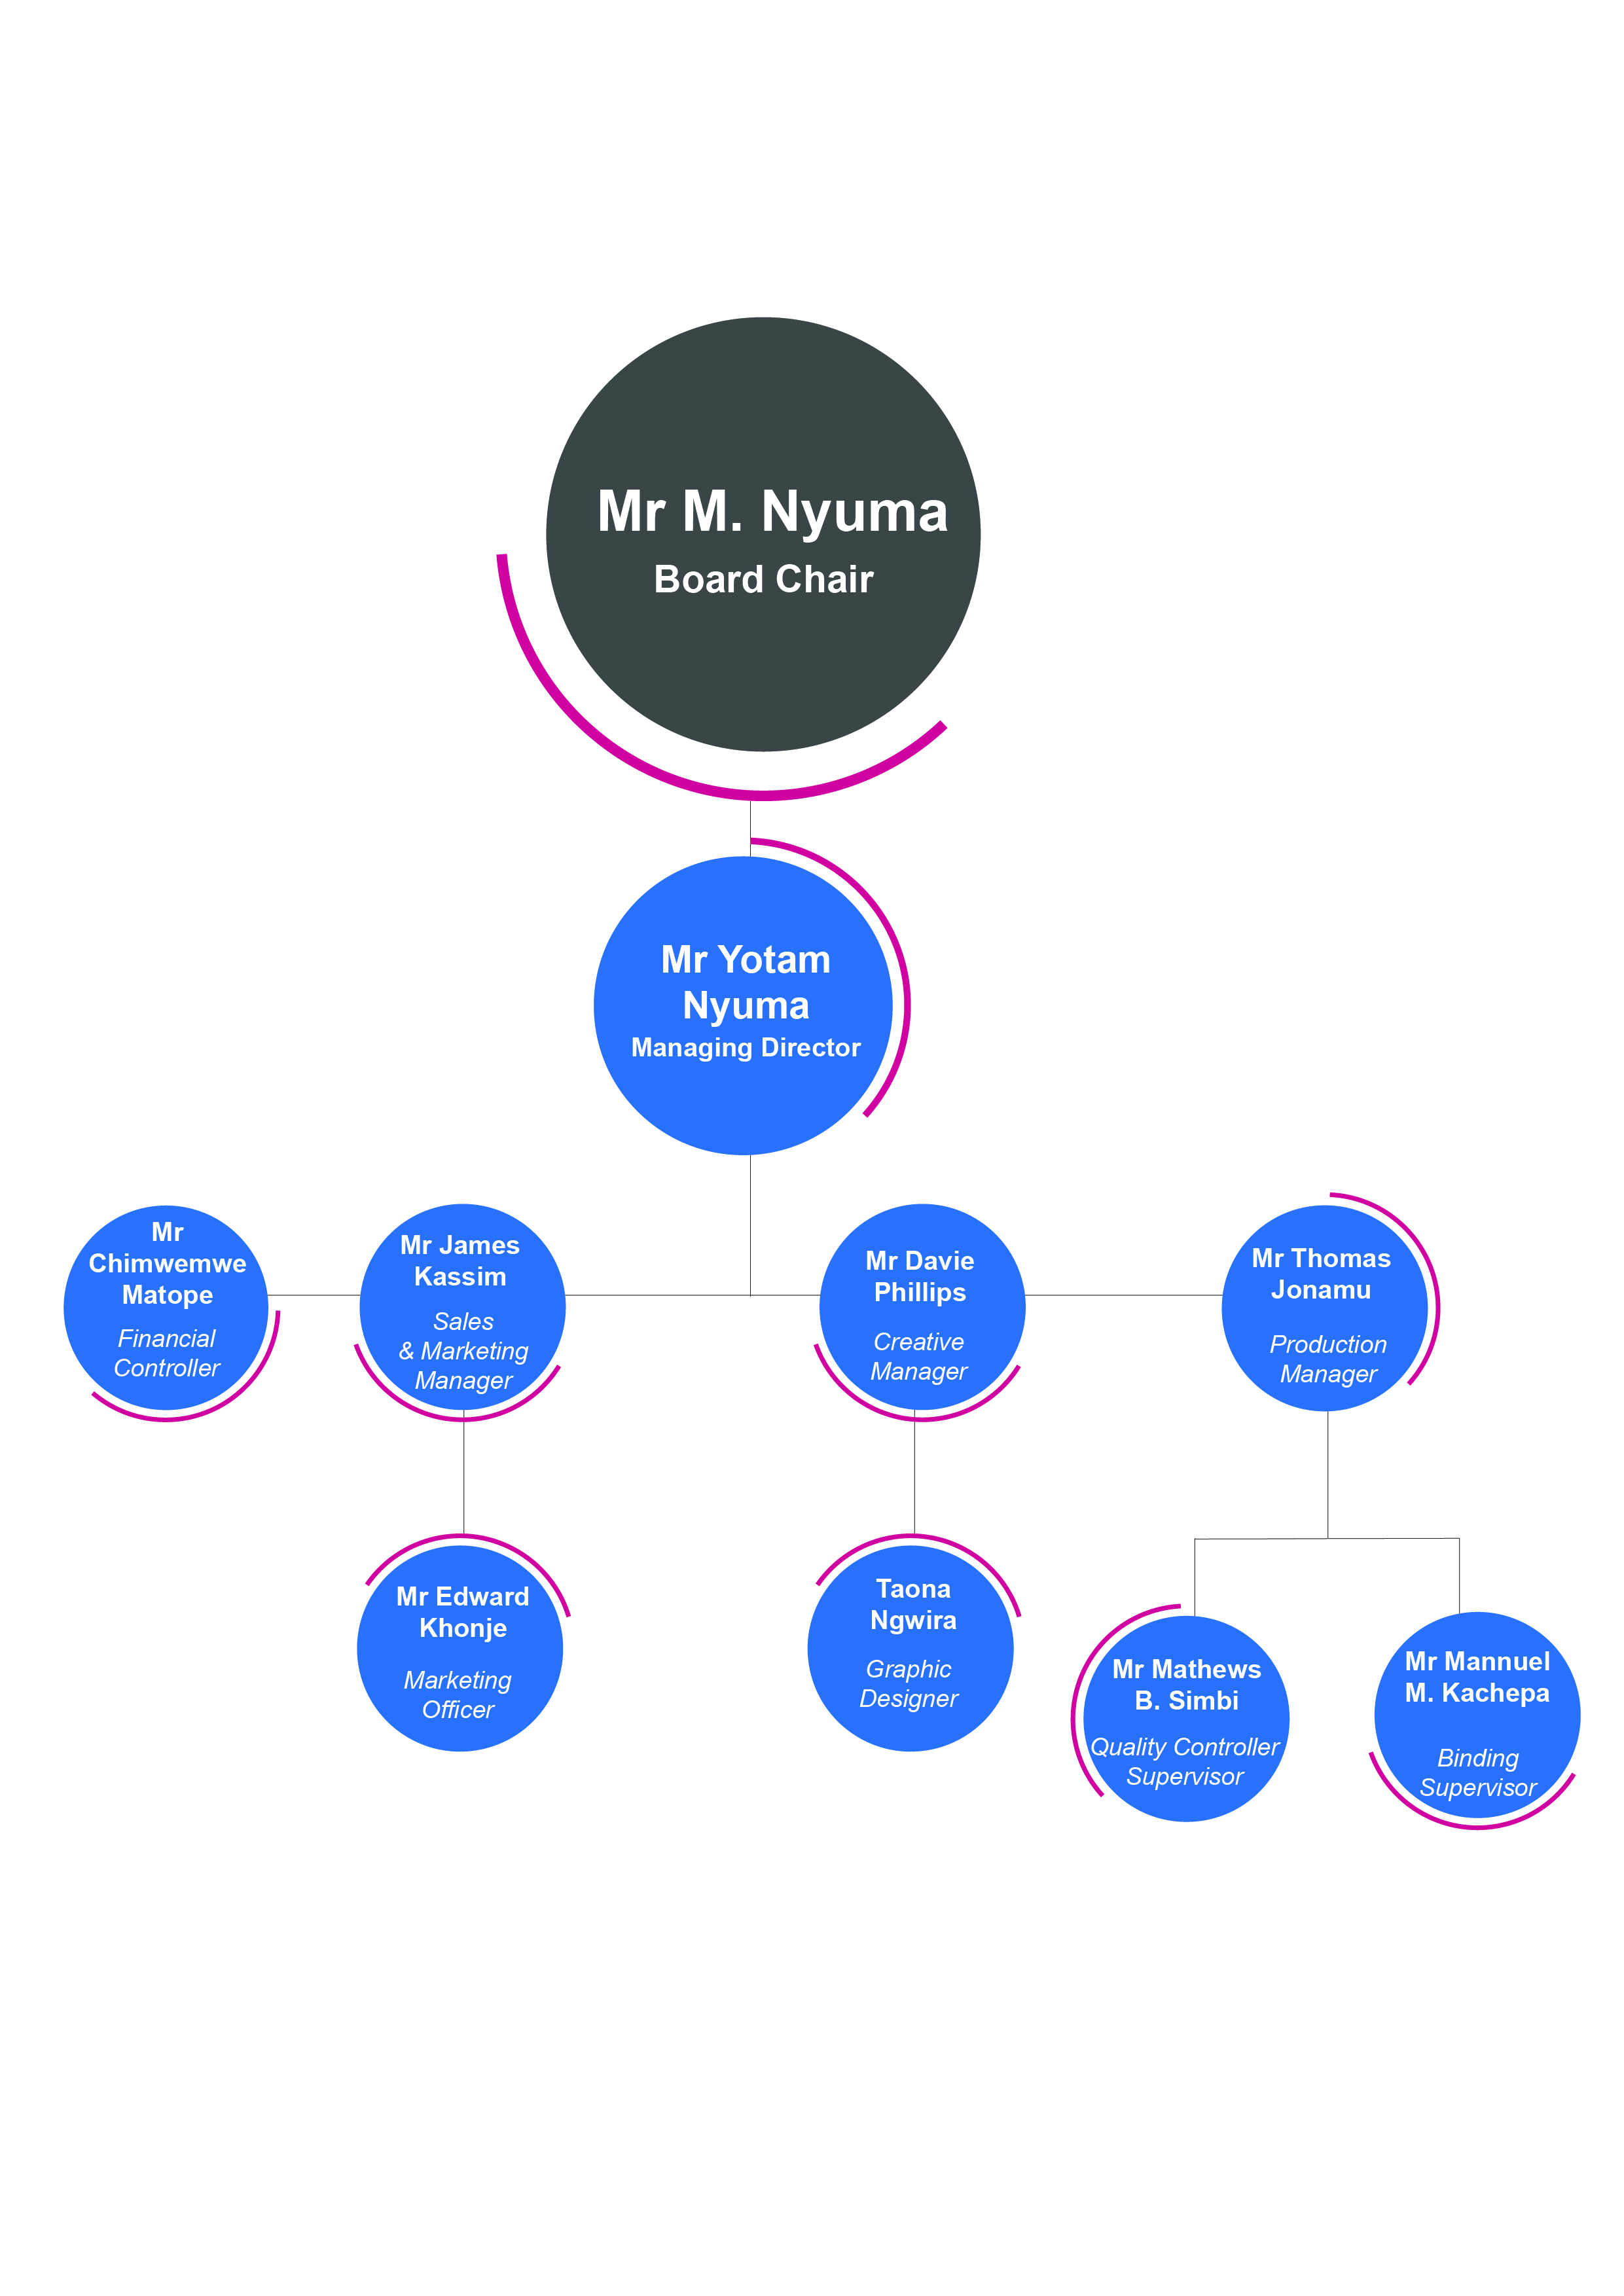 Mr M. Nyuma
Board Chair
Mr Yotam
Nyuma
Managing Director
Mr
Chimwemwe
Matope
Financial
Controller
Mr James
Kassim
Sales
& Marketing
Manager
Mr Davie
Phillips
Creative
Manager
Mr Thomas
Jonamu
Production
Manager
Mr Edward
Khonje
Marketing
Officer
Taona
Ngwira
Graphic
Designer
Mr Mathews
B. Simbi
Quality Controller
Supervisor
Mr Mannuel
M. Kachepa
Binding
Supervisor